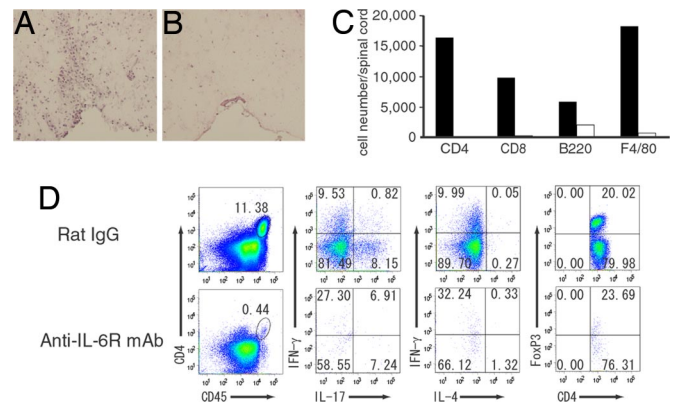 A
B
C
cell neumber/spinal cord
20,000
15,000
10,000
5,000
0
CD4
CD8
B220
F4/80
D
Rat IgG
Anti-IL-6R mAb
11.38
0.44
CD4
CD45
9.53 0.82
81.49 8.15
27.30 6.91
58.55 7.24
IFN-γ
IL-17
9.99 0.05
89.70 0.27
32.24 0.33
66.12 1.32
IFN-γ
IL-4
0.00 20.02
0.00 79.98
0.00 23.69
0.00 76.31
FoxP3
CD4